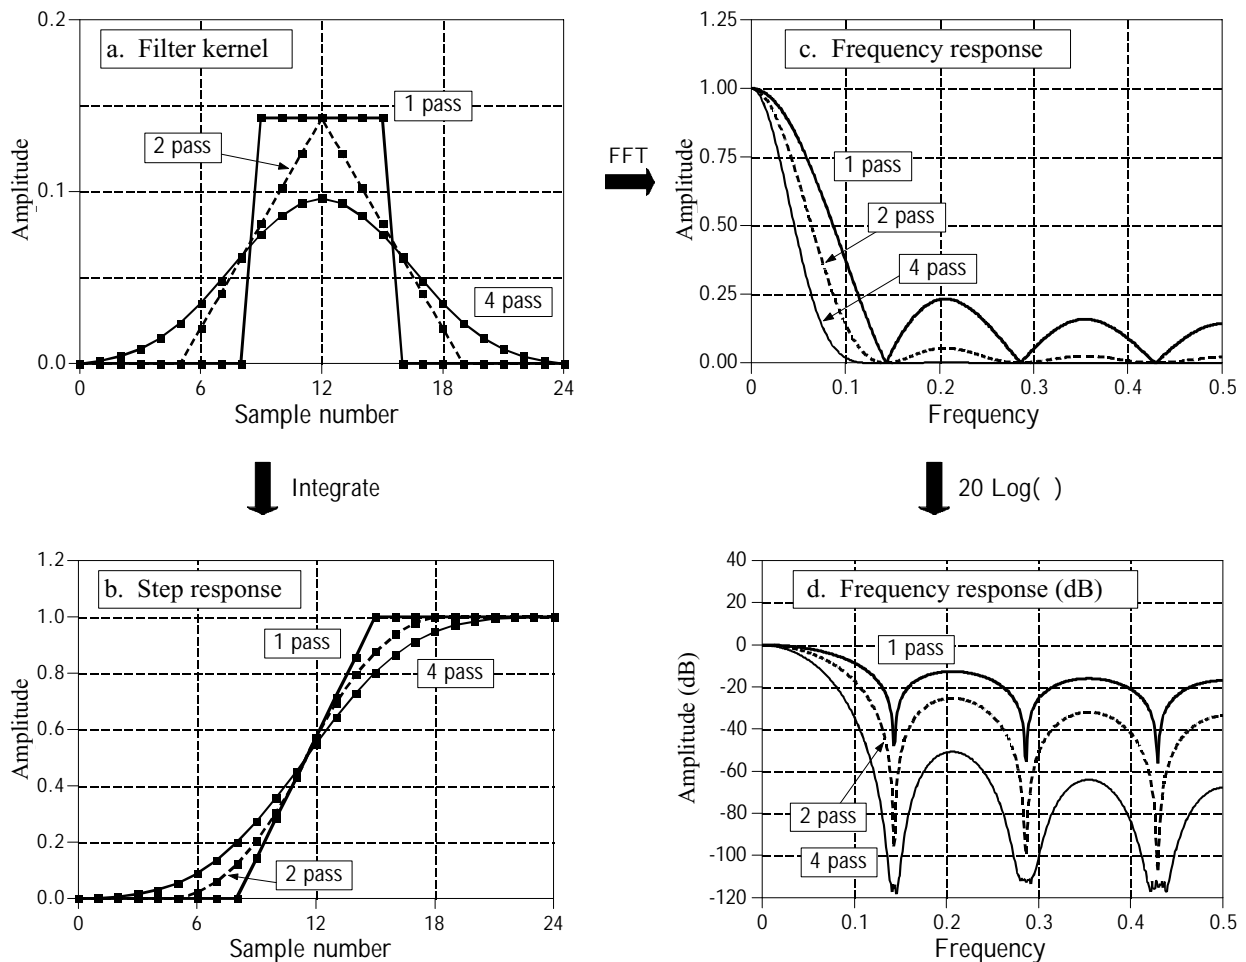 a. Filter kernel
0.2
0.1
0.0
Amplitude
1 pass
2 pass
4 pass
0 6 12 18 24
Sample number
FFT
c. Frequency response
1.25
1.00
0.75
0.50
0.25
0.00
Amplitude
1 pass
2 pass
4 pass
0 0.1 0.2 0.3 0.4 0.5
Frequency
Integrate
20 Log( )
b. Step response
1.2
1.0
0.8
0.6
0.4
0.2
0.0
Amplitude
1 pass
4 pass
2 pass
0 6 12 18 24
Sample number
d. Frequency response (dB)
40
20
0
-20
-40
-60
-80
-100
-120
Amplitude (dB)
1 pass
2 pass
4 pass
0 0.1 0.2 0.3 0.4 0.5
Frequency